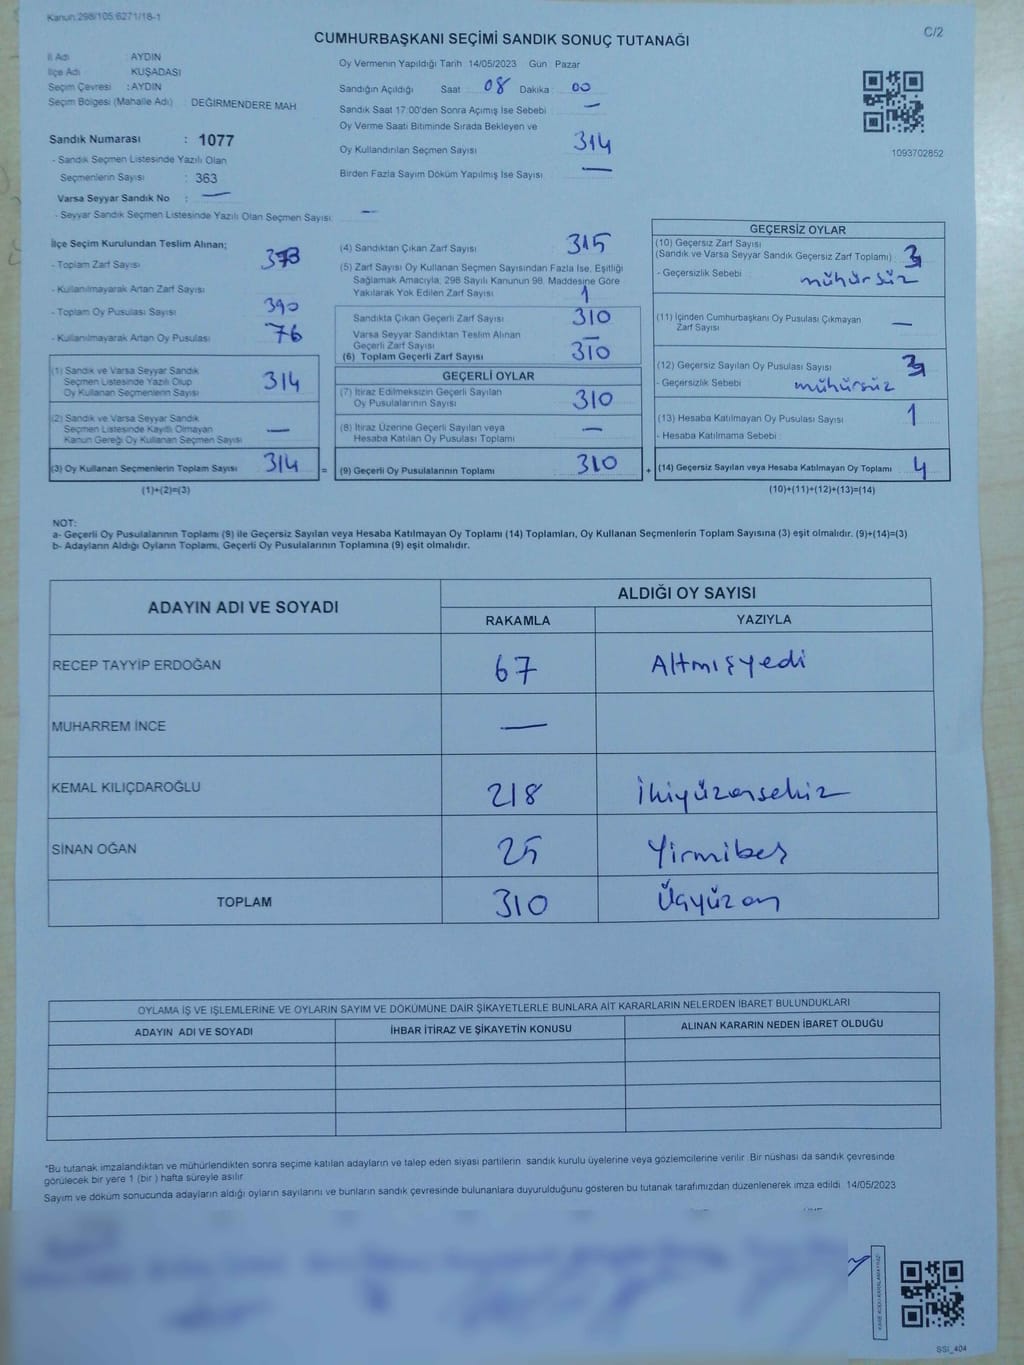 Kanun:298/105,6271/18-1
C/2
CUMHURBAŞKANI SEÇİMİ SANDIK SONUÇ TUTANAĞI
İl Adı : AYDIN
İlçe Adı : KUŞADASI
Seçim Çevresi : AYDIN
Seçim Bölgesi (Mahalle Adı) : DEĞİRMENDERE MAH
Sandık Numarası : 1077
- Sandık Seçmen Listesinde Yazılı Olan
Seçmenlerin Sayısı : 363
Varsa Seyyar Sandık No : —
- Seyyar Sandık Seçmen Listesinde Yazılı Olan Seçmen Sayısı: —
Oy Vermenin Yapıldığı Tarih 14/05/2023 Gün Pazar
Sandığın Açıldığı Saat 08 Dakika 00
Sandık Saat 17:00'den Sonra Açımış İse Sebebi —
Oy Verme Saati Bitiminde Sırada Bekleyen ve
Oy Kullandırılan Seçmen Sayısı 314
Birden Fazla Sayım Döküm Yapılmış İse Sayısı —
1093702852
İlçe Seçim Kurulundan Teslim Alınan;
- Toplam Zarf Sayısı
- Kullanılmayarak Artan Zarf Sayısı
- Toplam Oy Pusulası Sayısı 390
- Kullanılmayarak Artan Oy Pusulası 76
(1) Sandık ve Varsa Seyyar Sandık
Seçmen Listesinde Yazılı Olup
Oy Kullanan Seçmenlerin Sayısı 314
(2) Sandık ve Varsa Seyyar Sandık
Seçmen Listesinde Kayıtlı Olmayan
Kanun Gereği Oy Kullanan Seçmen Sayısı —
(3) Oy Kullanan Seçmenlerin Toplam Sayısı 314 =
(1)+(2)=(3)
(4) Sandıktan Çıkan Zarf Sayısı 315
(5) Zarf Sayısı Oy Kullanan Seçmen Sayısından Fazla İse, Eşitliği
Sağlamak Amacıyla, 298 Sayılı Kanunun 98. Maddesine Göre
Yakılarak Yok Edilen Zarf Sayısı 1
Sandıkta Çıkan Geçerli Zarf Sayısı 310
Varsa Seyyar Sandıktan Teslim Alınan
Geçerli Zarf Sayısı —
(6) Toplam Geçerli Zarf Sayısı 310
GEÇERLİ OYLAR
(7) İtiraz Edilmeksizin Geçerli Sayılan
Oy Pusulalarının Sayısı 310
(8) İtiraz Üzerine Geçerli Sayılan veya
Hesaba Katılan Oy Pusulası Toplamı —
(9) Geçerli Oy Pusulalarının Toplamı 310 +
GEÇERSİZ OYLAR
(10) Geçersiz Zarf Sayısı
(Sandık ve Varsa Seyyar Sandık Geçersiz Zarf Toplamı)
- Geçersizlik Sebebi mühürsüz
(11) İçinden Cumhurbaşkanı Oy Pusulası Çıkmayan
Zarf Sayısı —
(12) Geçersiz Sayılan Oy Pusulası Sayısı
- Geçersizlik Sebebi mühürsüz
(13) Hesaba Katılmayan Oy Pusulası Sayısı 1
- Hesaba Katılmama Sebebi
(14) Geçersiz Sayılan veya Hesaba Katılmayan Oy Toplamı 4
(10)+(11)+(12)+(13)=(14)
NOT:
a- Geçerli Oy Pusulalarının Toplamı (9) ile Geçersiz Sayılan veya Hesaba Katılmayan Oy Toplamı (14) Toplamları, Oy Kullanan Seçmenlerin Toplam Sayısına (3) eşit olmalıdır. (9)+(14)=(3)
b- Adayların Aldığı Oyların Toplamı, Geçerli Oy Pusulalarının Toplamına (9) eşit olmalıdır.
ADAYIN ADI VE SOYADI
ALDIĞI OY SAYISI
RAKAMLA YAZIYLA
RECEP TAYYİP ERDOĞAN 67 Altmışyedi
MUHARREM İNCE —
KEMAL KILIÇDAROĞLU 218 İkiyüzonsekiz
SİNAN OĞAN 25 Yirmibeş
TOPLAM 310 Üçyüzon
OYLAMA İŞ VE İŞLEMLERİNE VE OYLARIN SAYIM VE DÖKÜMÜNE DAİR ŞİKAYETLERLE BUNLARA AİT KARARLARIN NELERDEN İBARET BULUNDUKLARI
ADAYIN ADI VE SOYADI İHBAR İTİRAZ VE ŞİKAYETİN KONUSU ALINAN KARARIN NEDEN İBARET OLDUĞU
*Bu tutanak imzalandıktan ve mühürlendikten sonra seçime katılan adayların ve talep eden siyasi partilerin sandık kurulu üyelerine veya gözlemcilerine verilir. Bir nüshası da sandık çevresinde
görülecek bir yere 1 (bir) hafta süreyle asılır.
Sayım ve döküm sonucunda adayların aldığı oyların sayılarını ve bunların sandık çevresinde bulunanlara duyurulduğunu gösteren bu tutanak tarafımızdan düzenlenerek imza edildi. 14/05/2023
SSİ_404